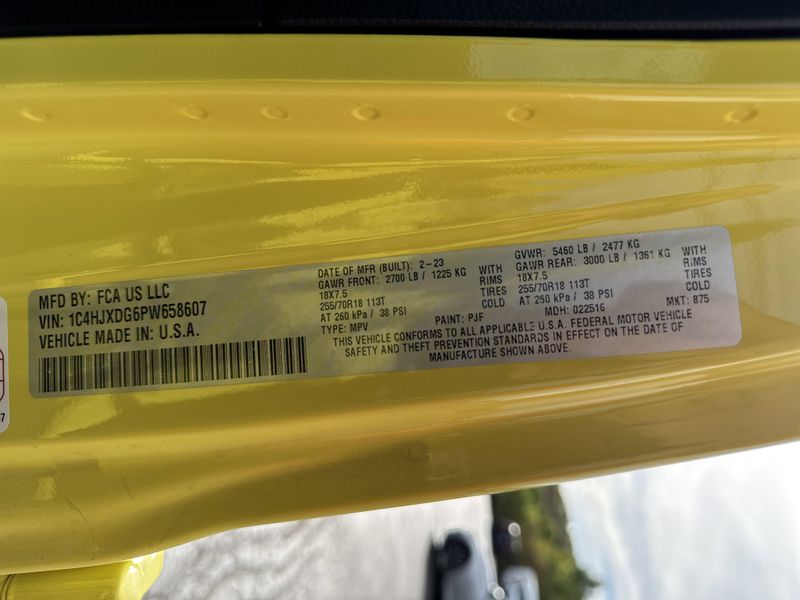 MFD BY: FCA US LLC
VIN: 1C4HJXDG6PW658607
VEHICLE MADE IN: U.S.A.
DATE OF MFR (BUILT): 2-23
GAWR FRONT: 2700 LB / 1225 KG WITH
18X7.5 RIMS
255/70R18 113T TIRES
AT 260 kPa / 38 PSI COLD
TYPE: MPV PAINT: PJF
GVWR: 5460 LB / 2477 KG
GAWR REAR: 3000 LB / 1361 KG WITH
18X7.5 RIMS
255/70R18 113T TIRES
AT 260 kPa / 38 PSI COLD
MDH: 022516 MKT: 875
THIS VEHICLE CONFORMS TO ALL APPLICABLE U.S.A. FEDERAL MOTOR VEHICLE
SAFETY AND THEFT PREVENTION STANDARDS IN EFFECT ON THE DATE OF
MANUFACTURE SHOWN ABOVE.
7